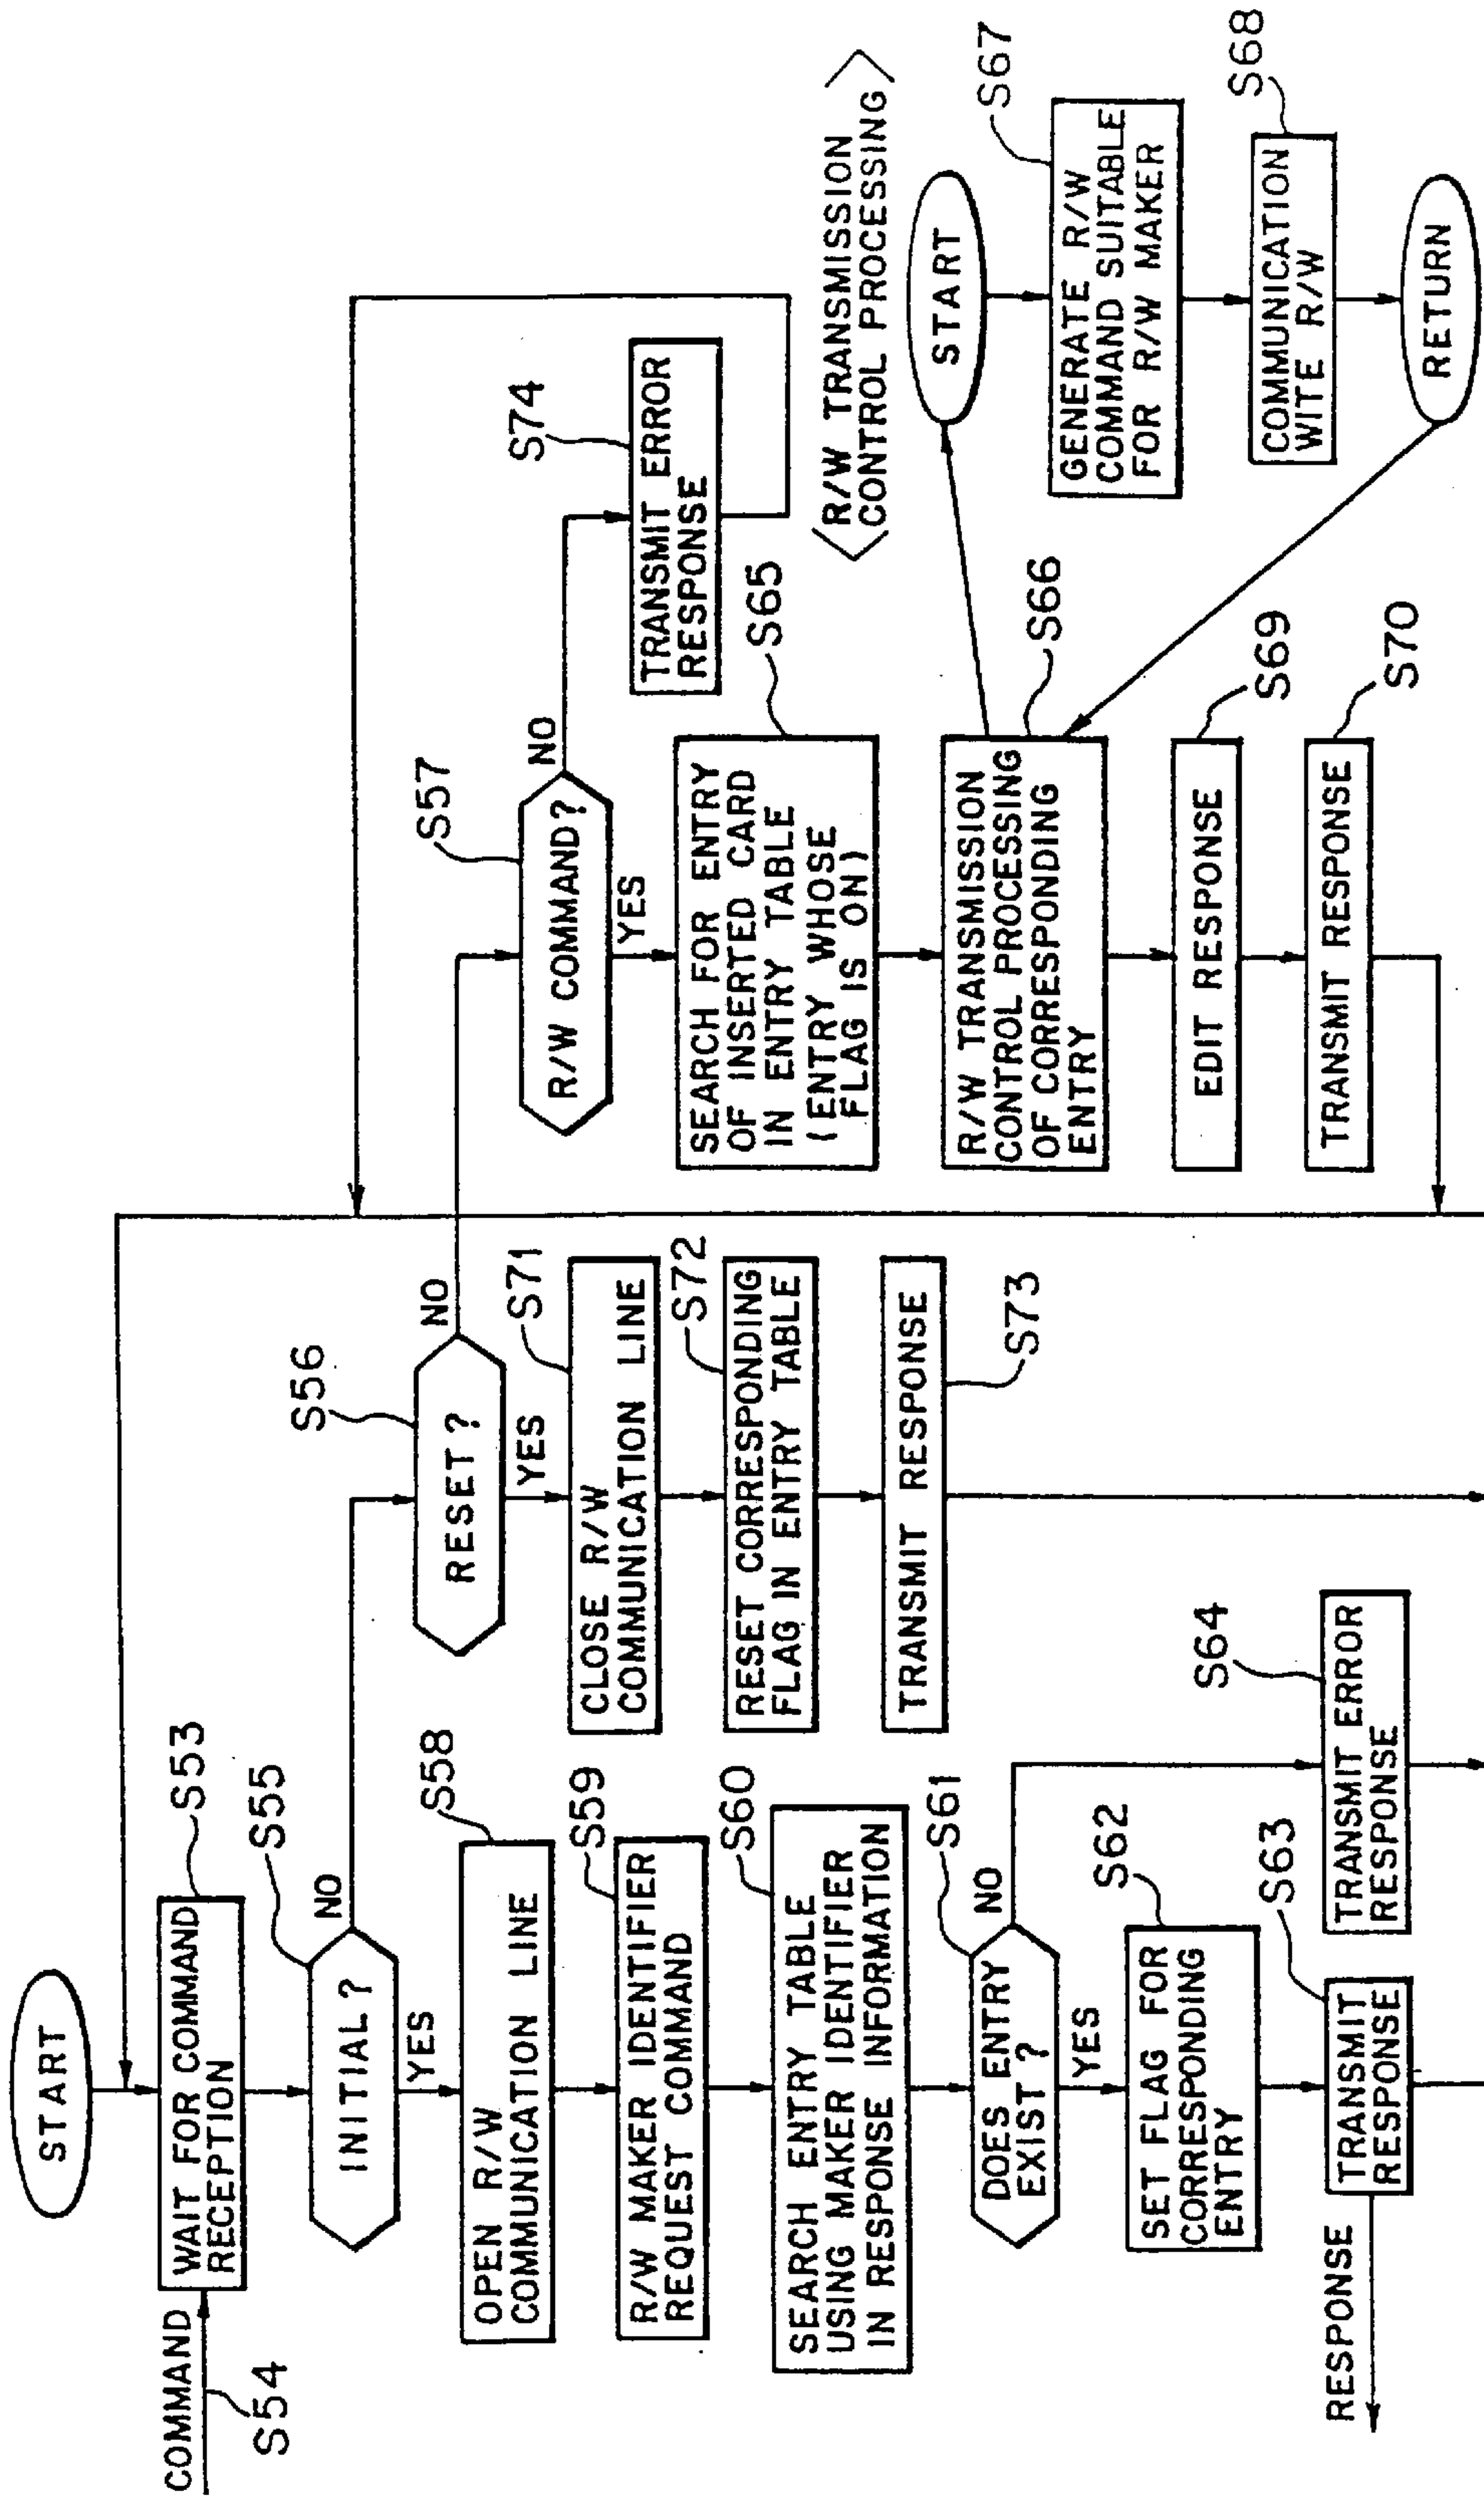 START
COMMAND
S54
WAIT FOR COMMAND
RECEPTION
S53
INITIAL ?
S55
NO
YES
OPEN R/W
COMMUNICATION LINE
S58
R/W MAKER IDENTIFIER
REQUEST COMMAND
S59
SEARCH ENTRY TABLE
USING MAKER IDENTIFIER
IN RESPONSE INFORMATION
S60
DOES ENTRY
EXIST ?
S61
NO
YES
SET FLAG FOR
CORRESPONDING
ENTRY
S62
TRANSMIT
RESPONSE
S63
RESPONSE
TRANSMIT ERROR
RESPONSE
S64
RESET ?
S56
NO
YES
CLOSE R/W
COMMUNICATION LINE
S71
RESET CORRESPONDING
FLAG IN ENTRY TABLE
S72
TRANSMIT RESPONSE
S73
R/W COMMAND?
S57
NO
YES
TRANSMIT ERROR
RESPONSE
S74
SEARCH FOR ENTRY
OF INSERTED CARD
IN ENTRY TABLE
(ENTRY WHOSE
FLAG IS ON)
S65
R/W TRANSMISSION
CONTROL PROCESSING
OF CORRESPONDING
ENTRY
S66
EDIT RESPONSE
S69
TRANSMIT RESPONSE
S70
<R/W TRANSMISSION
CONTROL PROCESSING>
START
GENERATE R/W
COMMAND SUITABLE
FOR R/W MAKER
S67
COMMUNICATION
WITE R/W
S68
RETURN